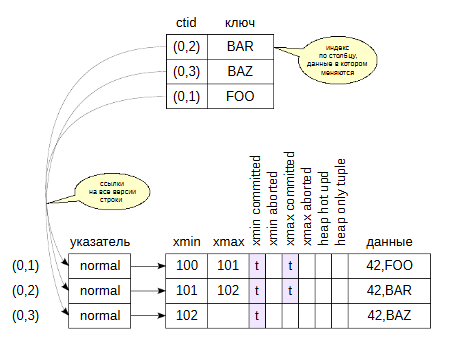 ctid ключ
(0,2) BAR
(0,3) BAZ
(0,1) FOO
индекс
по столбцу,
данные в котором
меняются
ссылки
на все версии
строки
указатель xmin xmax xmin committed xmin aborted xmax committed xmax aborted heap hot upd heap only tuple данные
(0,1) normal 100 101 t t 42,FOO
(0,2) normal 101 102 t t 42,BAR
(0,3) normal 102 t 42,BAZ